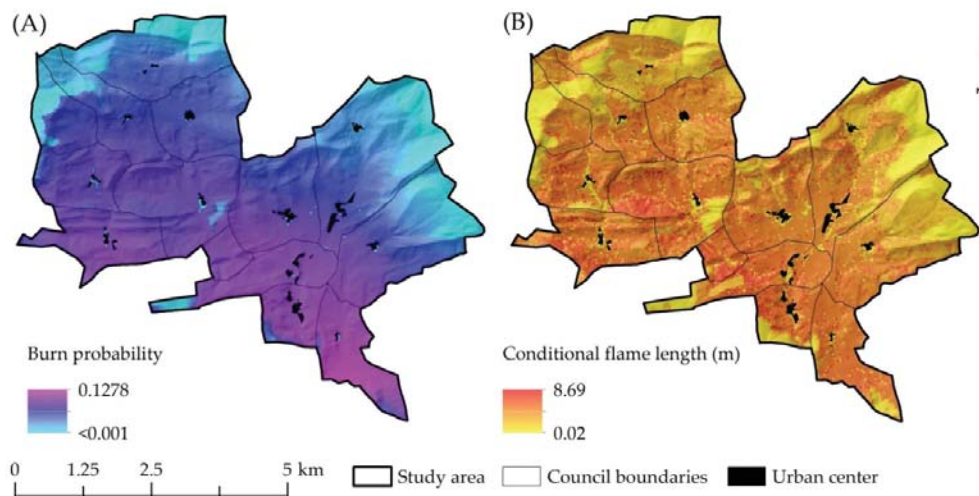 (A)
(B)
Burn probability
0.1278
<0.001
Conditional flame length (m)
8.69
0.02
0 1.25 2.5 5 km
Study area Council boundaries Urban center